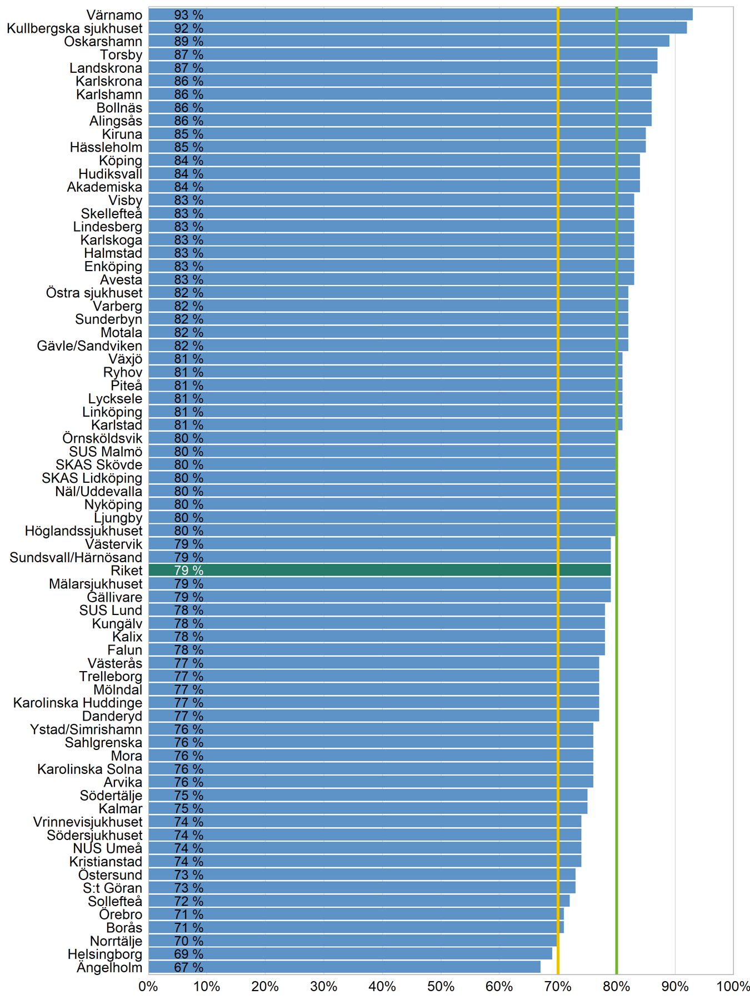 Värnamo 93 %
Kullbergska sjukhuset 92 %
Oskarshamn 89 %
Torsby 87 %
Landskrona 87 %
Karlskrona 86 %
Karlshamn 86 %
Bollnäs 86 %
Alingsås 86 %
Kiruna 85 %
Hässleholm 85 %
Köping 84 %
Hudiksvall 84 %
Akademiska 84 %
Visby 83 %
Skellefteå 83 %
Lindesberg 83 %
Karlskoga 83 %
Halmstad 83 %
Enköping 83 %
Avesta 83 %
Östra sjukhuset 82 %
Varberg 82 %
Sunderbyn 82 %
Motala 82 %
Gävle/Sandviken 82 %
Växjö 81 %
Ryhov 81 %
Piteå 81 %
Lycksele 81 %
Linköping 81 %
Karlstad 81 %
Örnsköldsvik 80 %
SUS Malmö 80 %
SKAS Skövde 80 %
SKAS Lidköping 80 %
Näl/Uddevalla 80 %
Nyköping 80 %
Ljungby 80 %
Höglandssjukhuset 80 %
Västervik 79 %
Sundsvall/Härnösand 79 %
Riket 79 %
Mälarsjukhuset 79 %
Gällivare 79 %
SUS Lund 78 %
Kungälv 78 %
Kalix 78 %
Falun 78 %
Västerås 77 %
Trelleborg 77 %
Mölndal 77 %
Karolinska Huddinge 77 %
Danderyd 77 %
Ystad/Simrishamn 76 %
Sahlgrenska 76 %
Mora 76 %
Karolinska Solna 76 %
Arvika 76 %
Södertälje 75 %
Kalmar 75 %
Vrinnevisjukhuset 74 %
Södersjukhuset 74 %
NUS Umeå 74 %
Kristianstad 74 %
Östersund 73 %
S:t Göran 73 %
Sollefteå 72 %
Örebro 71 %
Borås 71 %
Norrtälje 70 %
Helsingborg 69 %
Ängelholm 67 %
0% 10% 20% 30% 40% 50% 60% 70% 80% 90% 100%